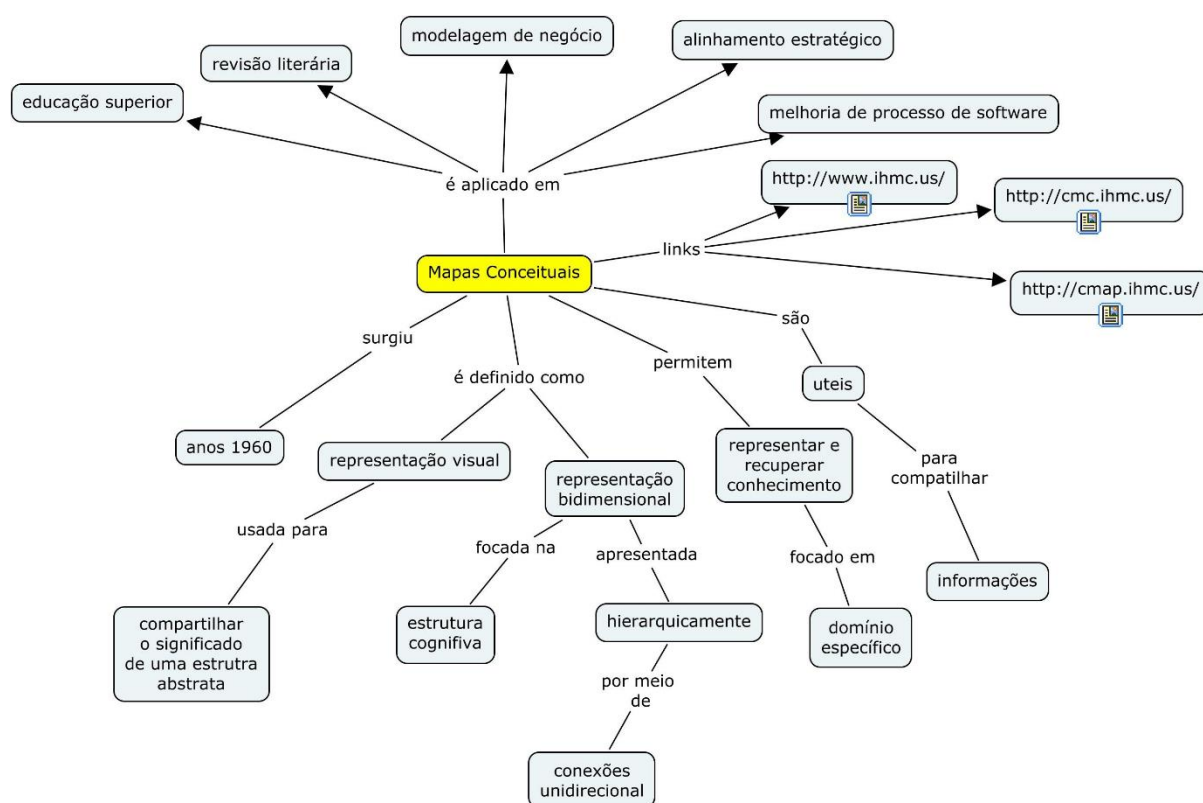 modelagem de negócio
alinhamento estratégico
revisão literária
educação superior
melhoria de processo de software
é aplicado em
http://www.ihmc.us/
http://cmc.ihmc.us/
links
Mapas Conceituais
http://cmap.ihmc.us/
são
surgiu
permitem
é definido como
uteis
anos 1960
representação visual
representar e
recuperar
conhecimento
representação
bidimensional
para
compatilhar
usada para
focada na
apresentada
focado em
informações
compartilhar
o significado
de uma estrutra
abstrata
estrutura
cognifiva
hierarquicamente
domínio
específico
por meio
de
conexões
unidirecional